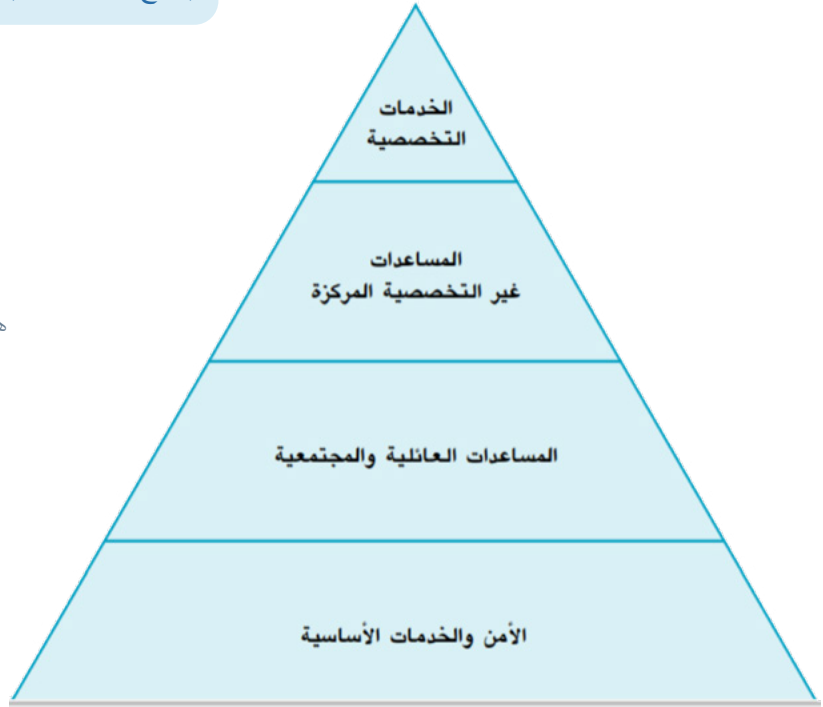 الخدمات
التخصصية
المساعدات
غير التخصصية المركزة
المساعدات العائلية والمجتمعية
الأمن والخدمات الأساسية